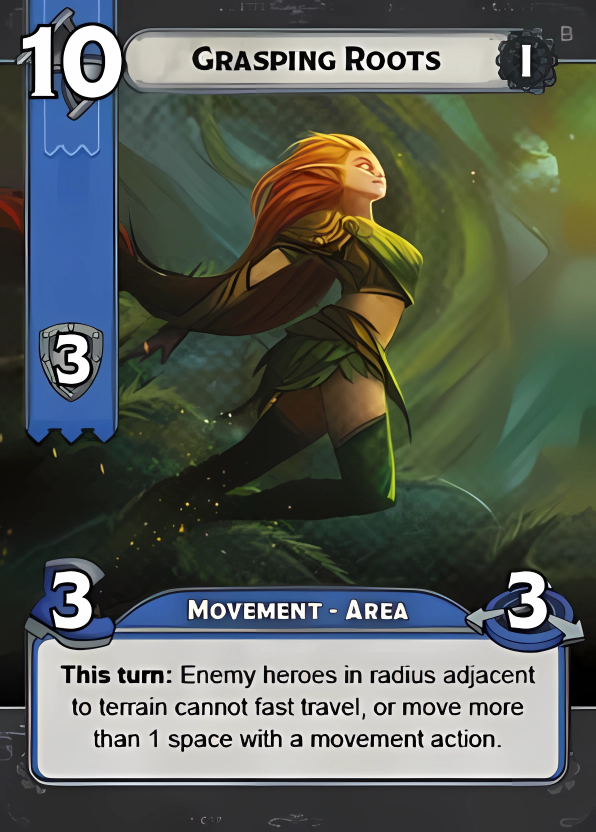 10
GRASPING ROOTS
I
B
3
3
MOVEMENT - AREA
3
This turn: Enemy heroes in radius adjacent
to terrain cannot fast travel, or move more
than 1 space with a movement action.